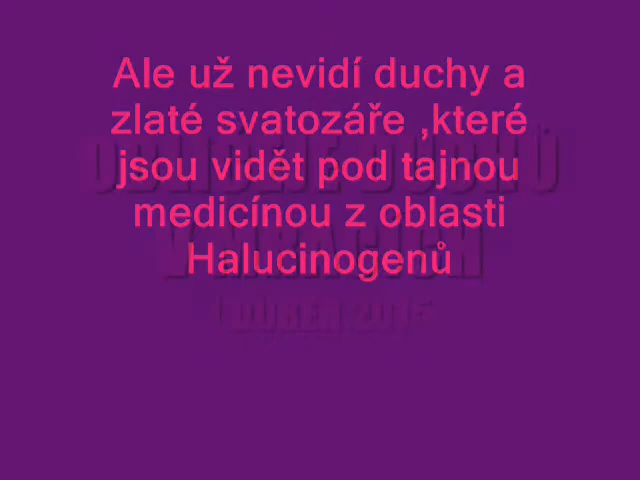 Ale už nevidí duchy a
zlaté svatozáře ,které
jsou vidět pod tajnou
medicínou z oblasti
Halucinogenů